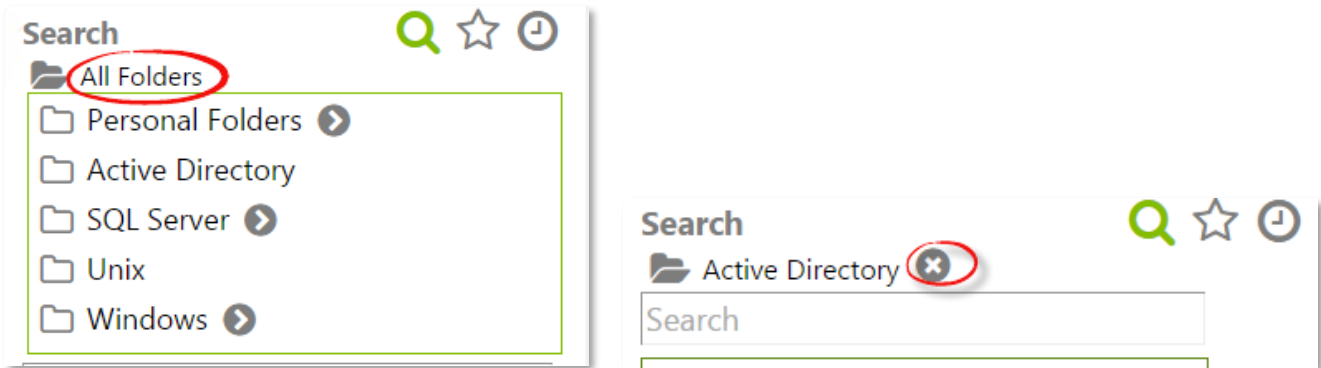 Search
All Folders
Personal Folders
Active Directory
SQL Server
Unix
Windows
Search
Active Directory
Search